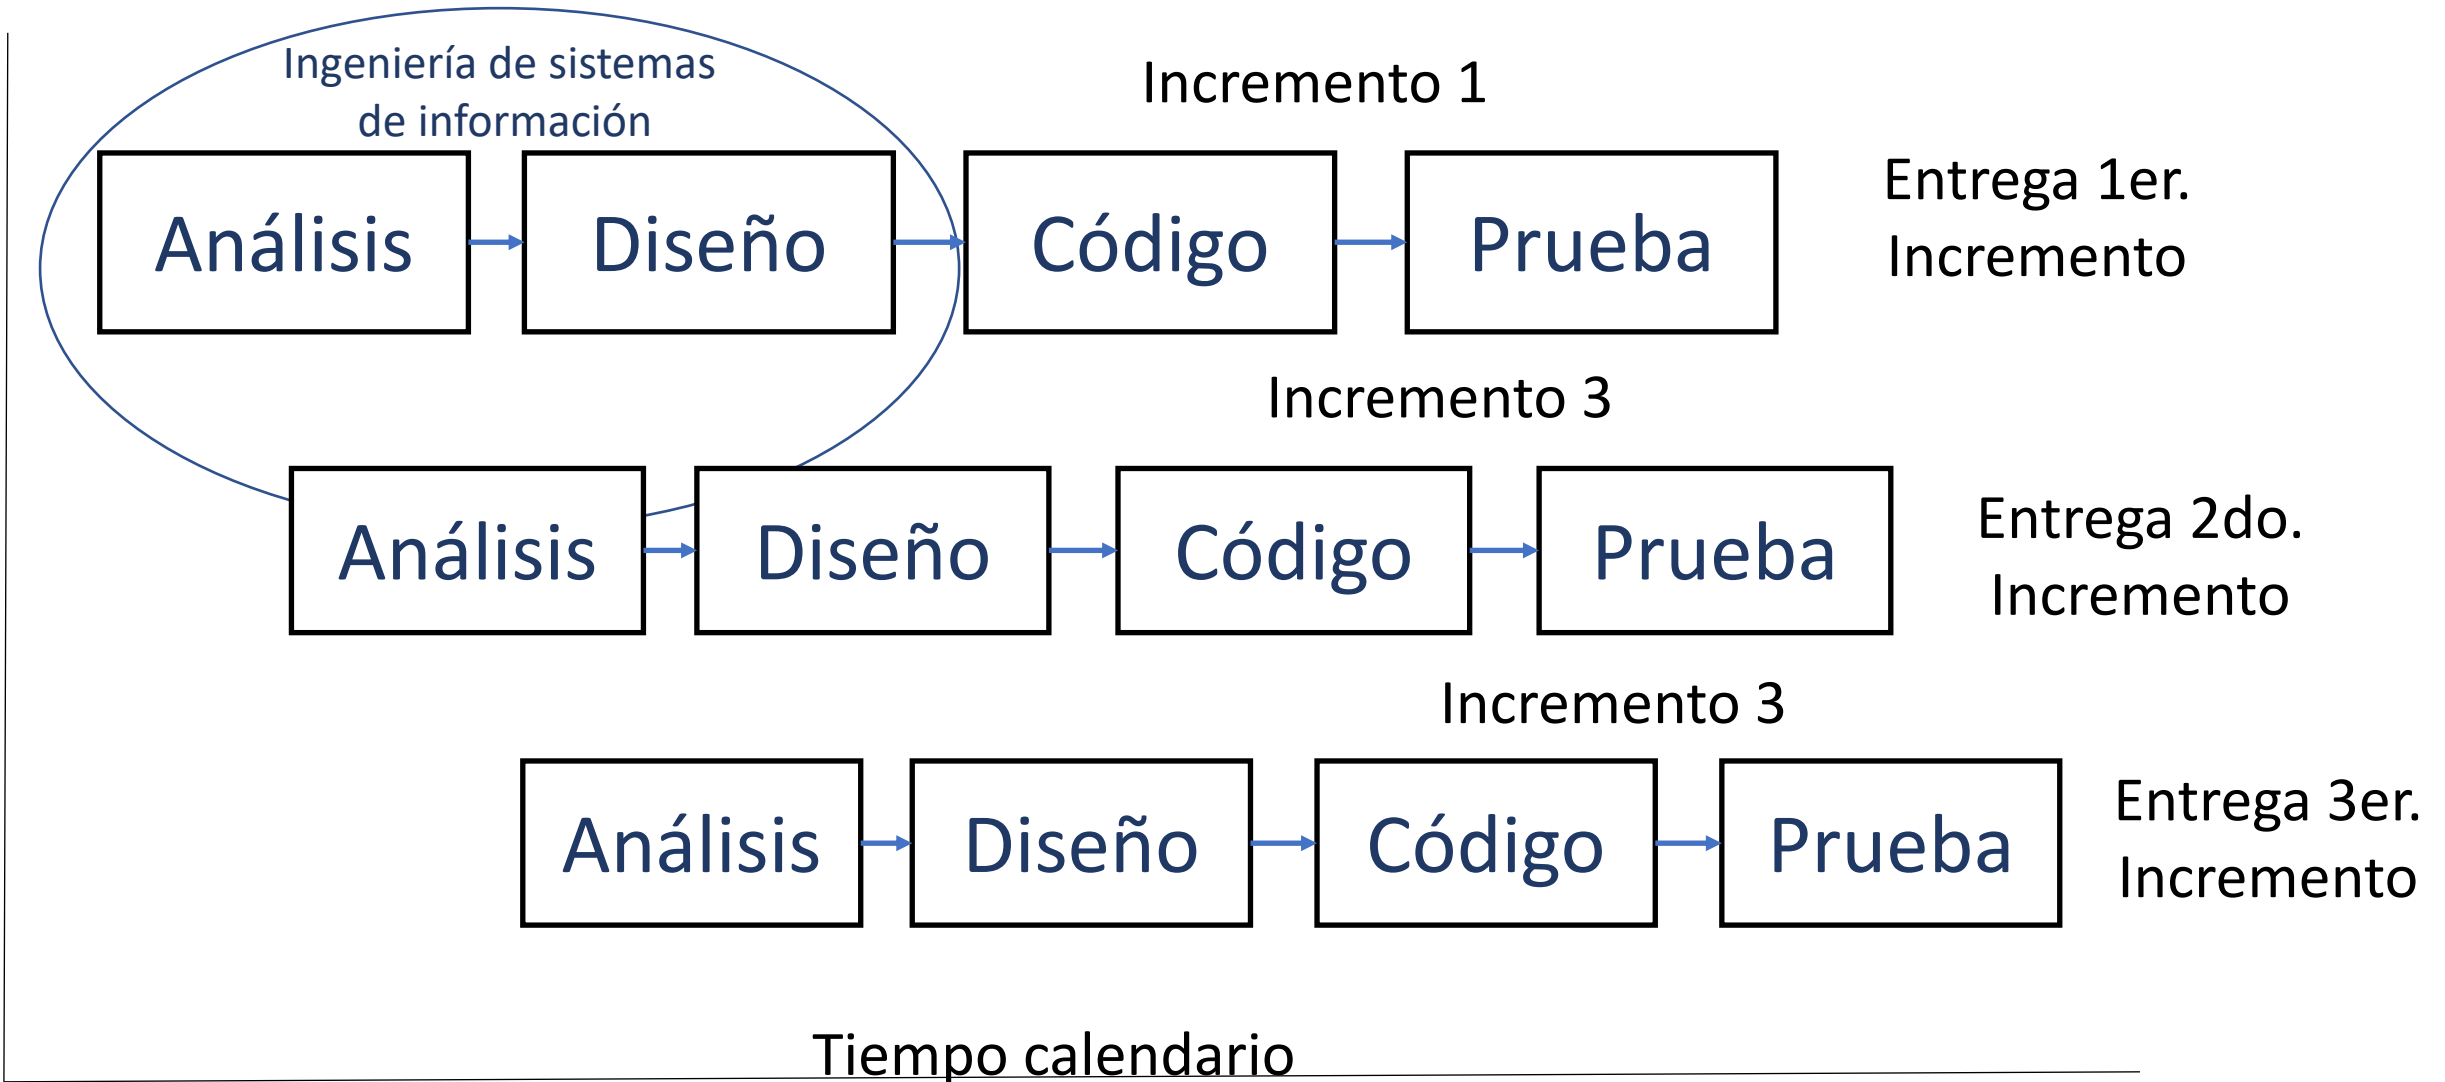 Ingeniería de sistemas
de información
Incremento 1
Análisis
Diseño
Código
Prueba
Entrega 1er.
Incremento
Incremento 3
Análisis
Diseño
Código
Prueba
Entrega 2do.
Incremento
Incremento 3
Análisis
Diseño
Código
Prueba
Entrega 3er.
Incremento
Tiempo calendario